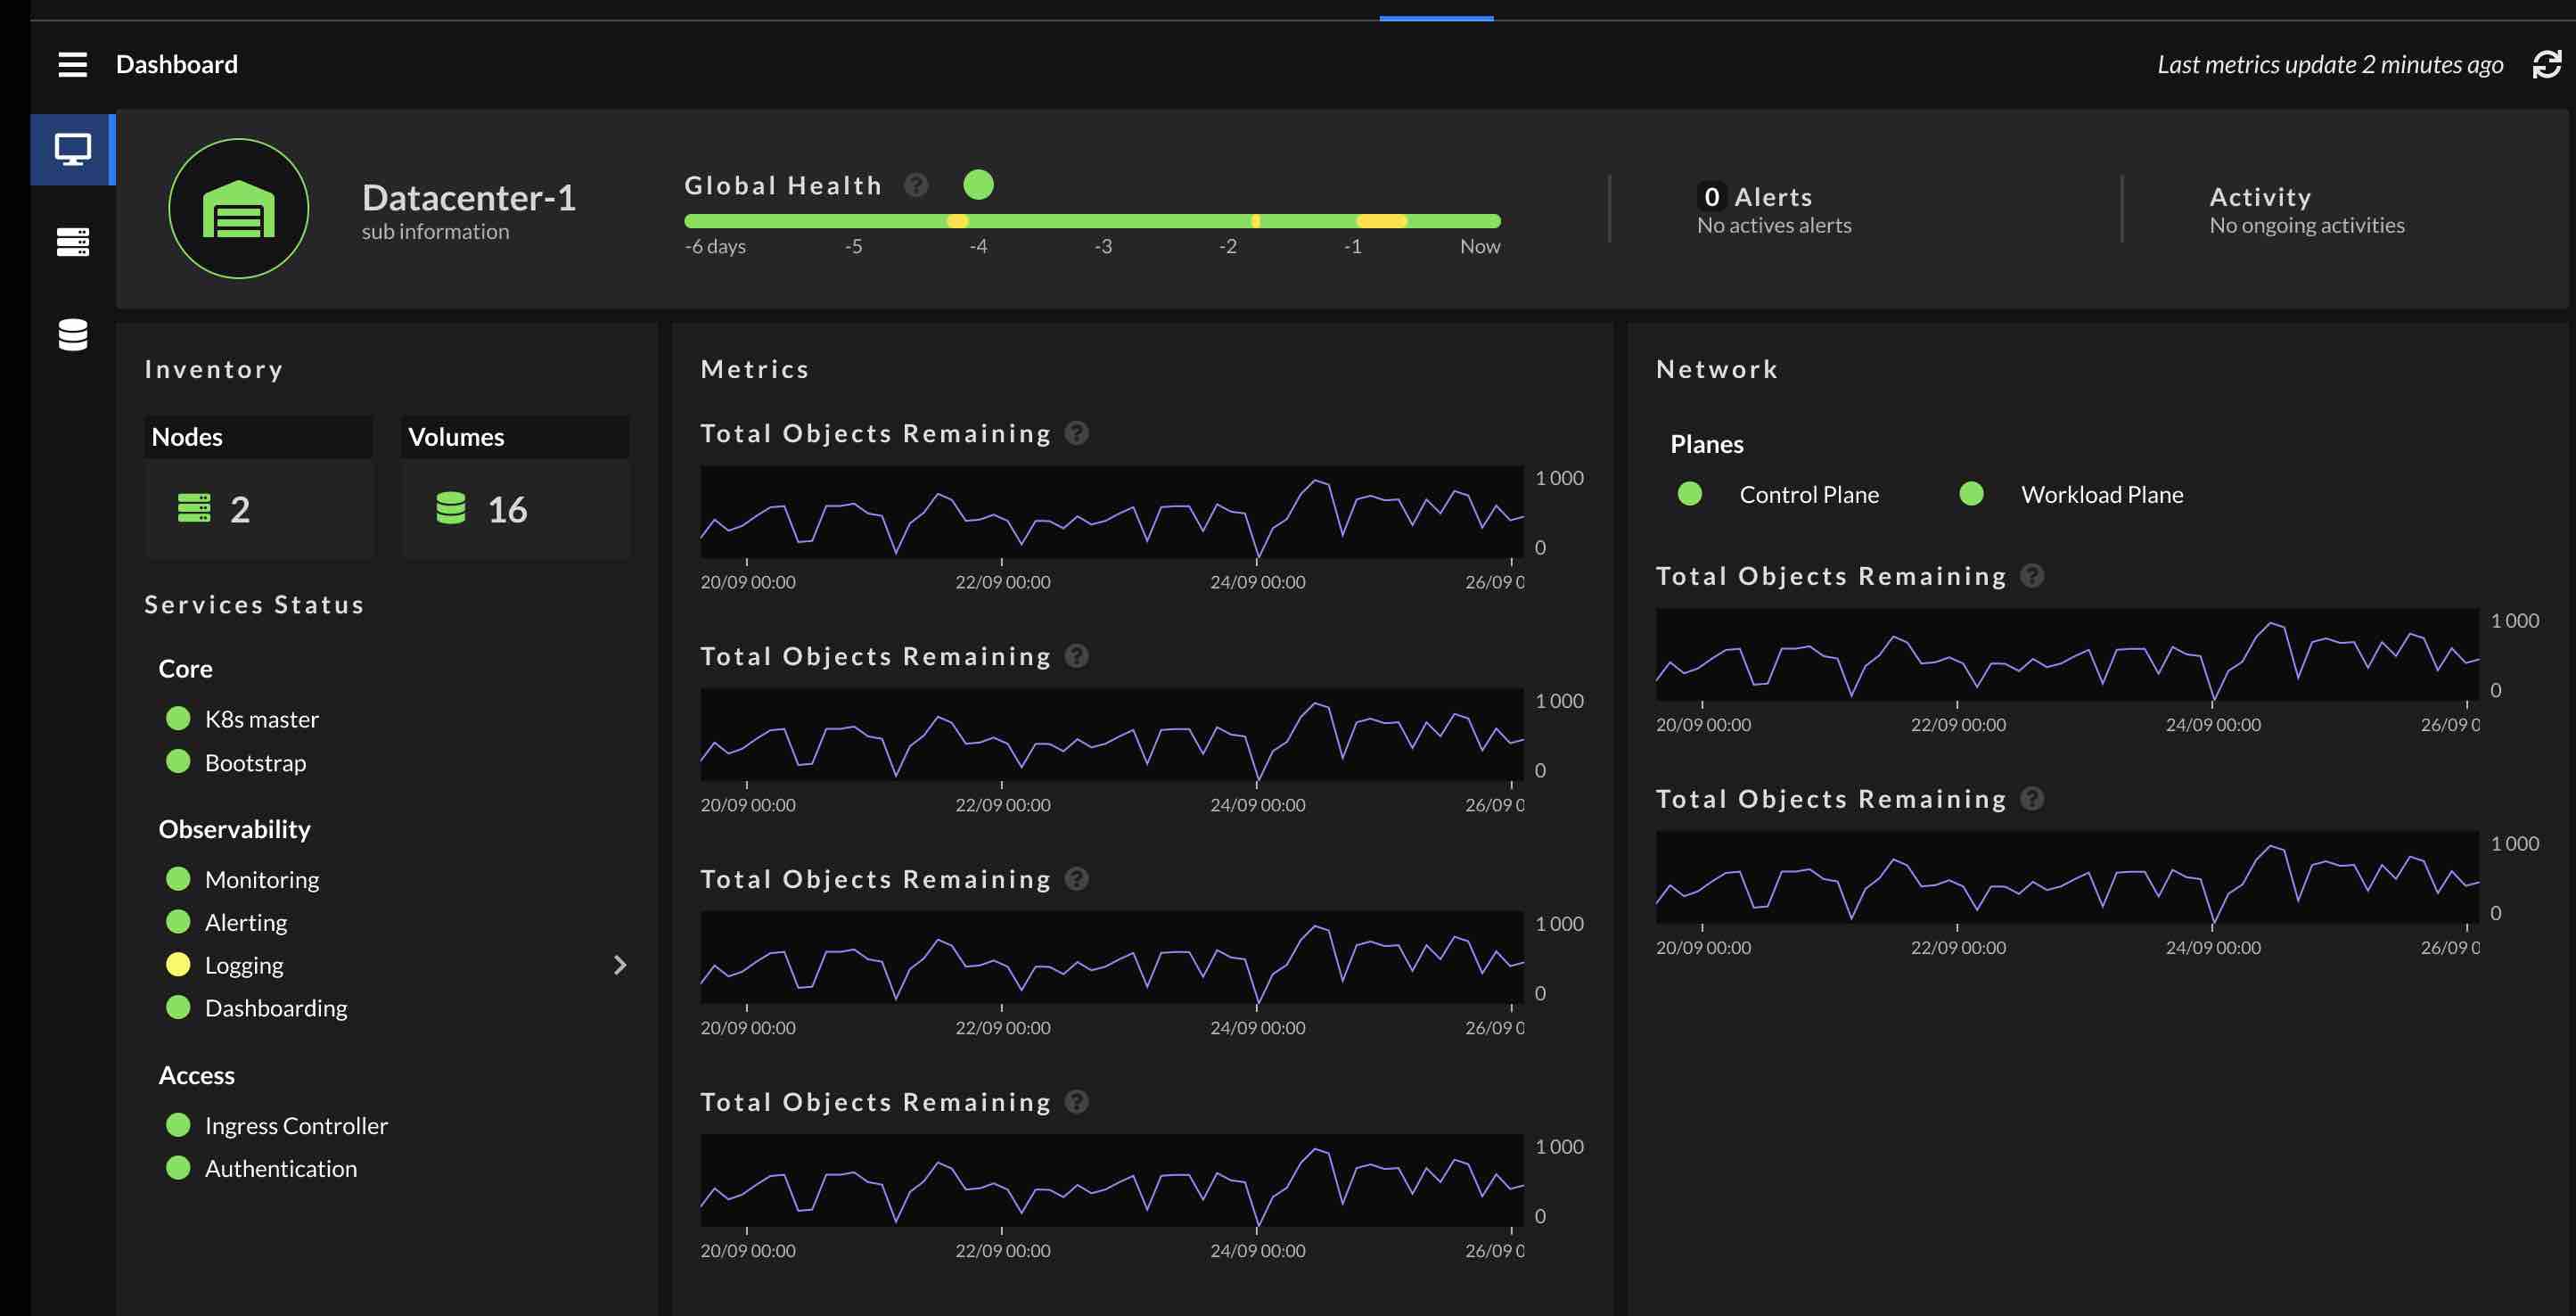 Dashboard
Last metrics update 2 minutes ago
Datacenter-1
sub information
Global Health ?
-6 days -5 -4 -3 -2 -1 Now
0 Alerts
No actives alerts
Activity
No ongoing activities
Inventory
Nodes
2
Volumes
16
Services Status
Core
K8s master
Bootstrap
Observability
Monitoring
Alerting
Logging
Dashboarding
Access
Ingress Controller
Authentication
Metrics
Total Objects Remaining ?
1 000
0
20/09 00:00 22/09 00:00 24/09 00:00 26/09 0
Total Objects Remaining ?
1 000
0
20/09 00:00 22/09 00:00 24/09 00:00 26/09 0
Total Objects Remaining ?
1 000
0
20/09 00:00 22/09 00:00 24/09 00:00 26/09 0
Total Objects Remaining ?
1 000
0
20/09 00:00 22/09 00:00 24/09 00:00 26/09 0
Network
Planes
Control Plane
Workload Plane
Total Objects Remaining ?
1 000
0
20/09 00:00 22/09 00:00 24/09 00:00 26/09 0
Total Objects Remaining ?
1 000
0
20/09 00:00 22/09 00:00 24/09 00:00 26/09 0